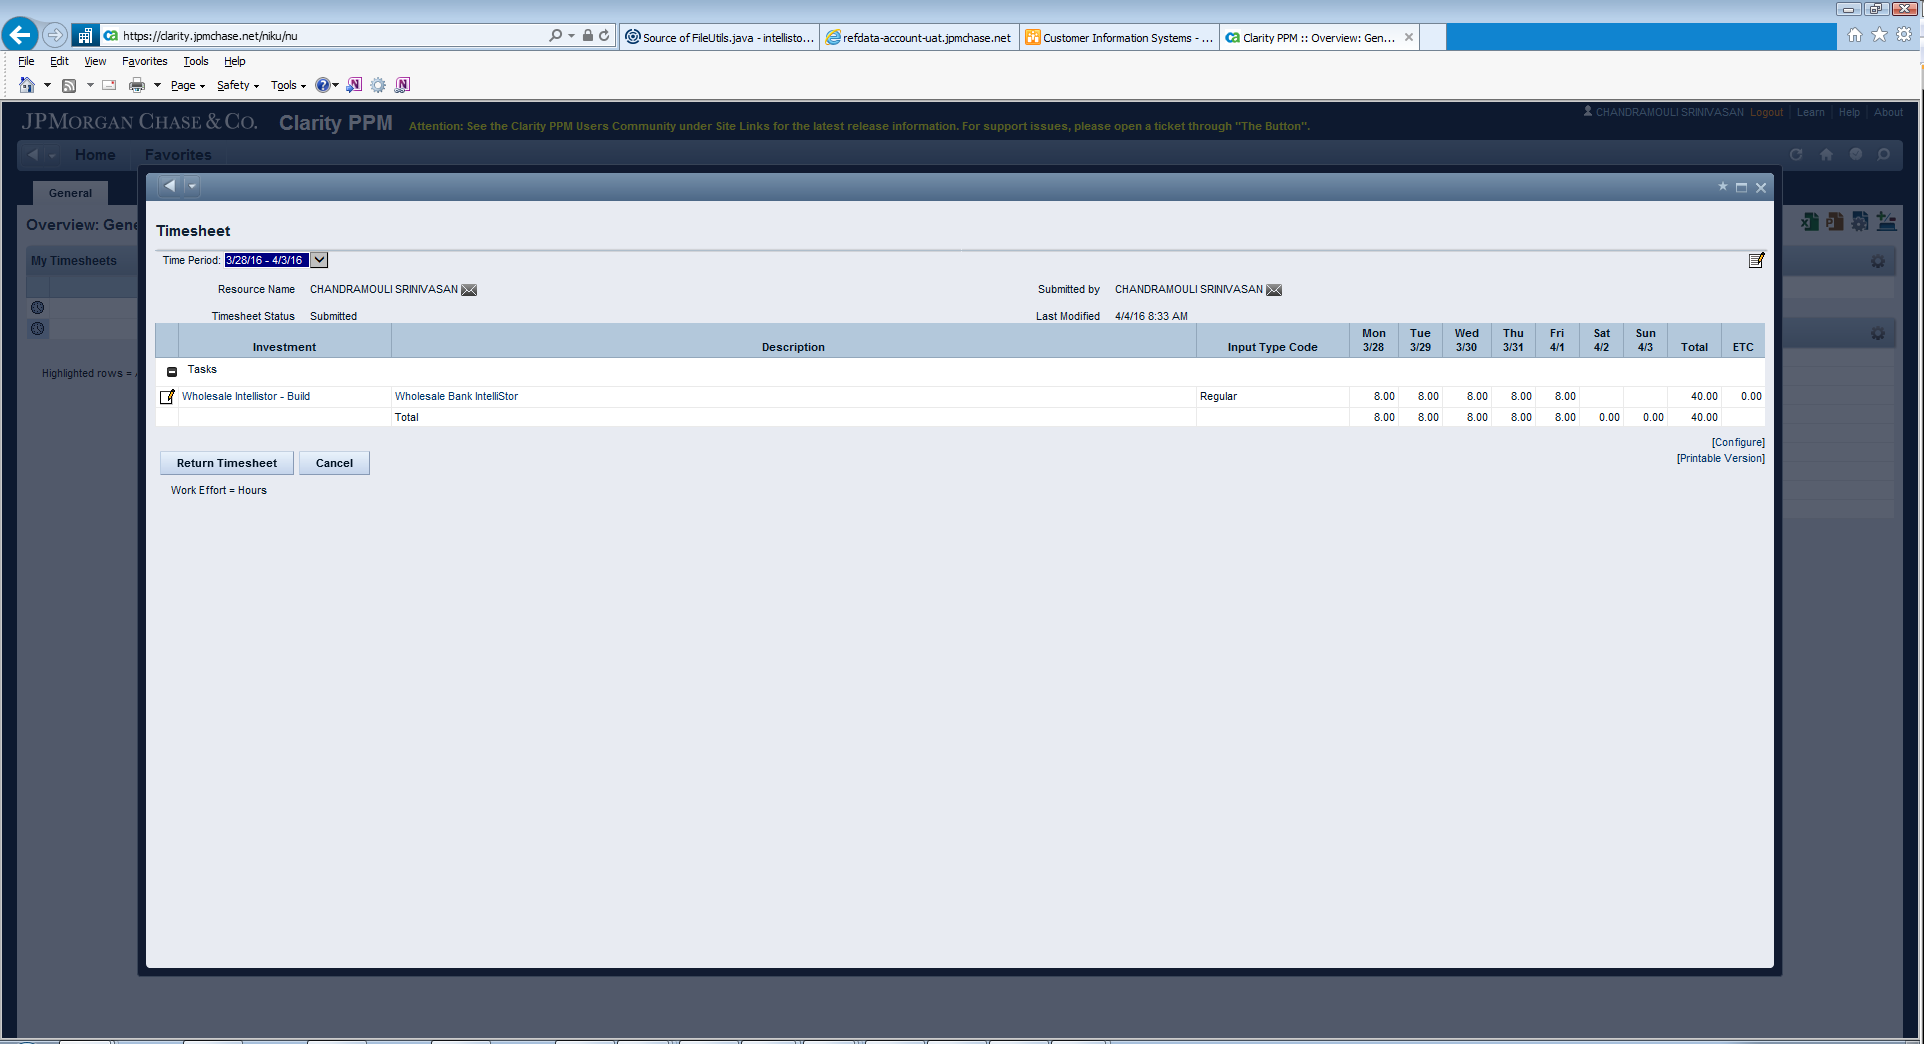 https://clarity.jpmchase.net/niku/nu
Source of FileUtils.java - intellisto...
refdata-account-uat.jpmchase.net
Customer Information Systems - ...
Clarity PPM :: Overview: Gen...
File Edit View Favorites Tools Help
Page Safety Tools
JPMORGAN CHASE & CO. Clarity PPM Attention: See the Clarity PPM Users Community under Site Links for the latest release information. For support issues, please open a ticket through "The Button".
CHANDRAMOULI SRINIVASAN Logout Learn Help About
Home Favorites
General
Overview: Gene
My Timesheets
Highlighted rows =
Timesheet
Time Period: 3/28/16 - 4/3/16
Resource Name CHANDRAMOULI SRINIVASAN Submitted by CHANDRAMOULI SRINIVASAN
Timesheet Status Submitted Last Modified 4/4/16 8:33 AM
Mon Tue Wed Thu Fri Sat Sun
Investment Description Input Type Code 3/28 3/29 3/30 3/31 4/1 4/2 4/3 Total ETC
Tasks
Wholesale Intellistor - Build Wholesale Bank IntelliStor Regular 8.00 8.00 8.00 8.00 8.00 40.00 0.00
Total 8.00 8.00 8.00 8.00 8.00 0.00 0.00 40.00
[Configure]
[Printable Version]
Return Timesheet Cancel
Work Effort = Hours